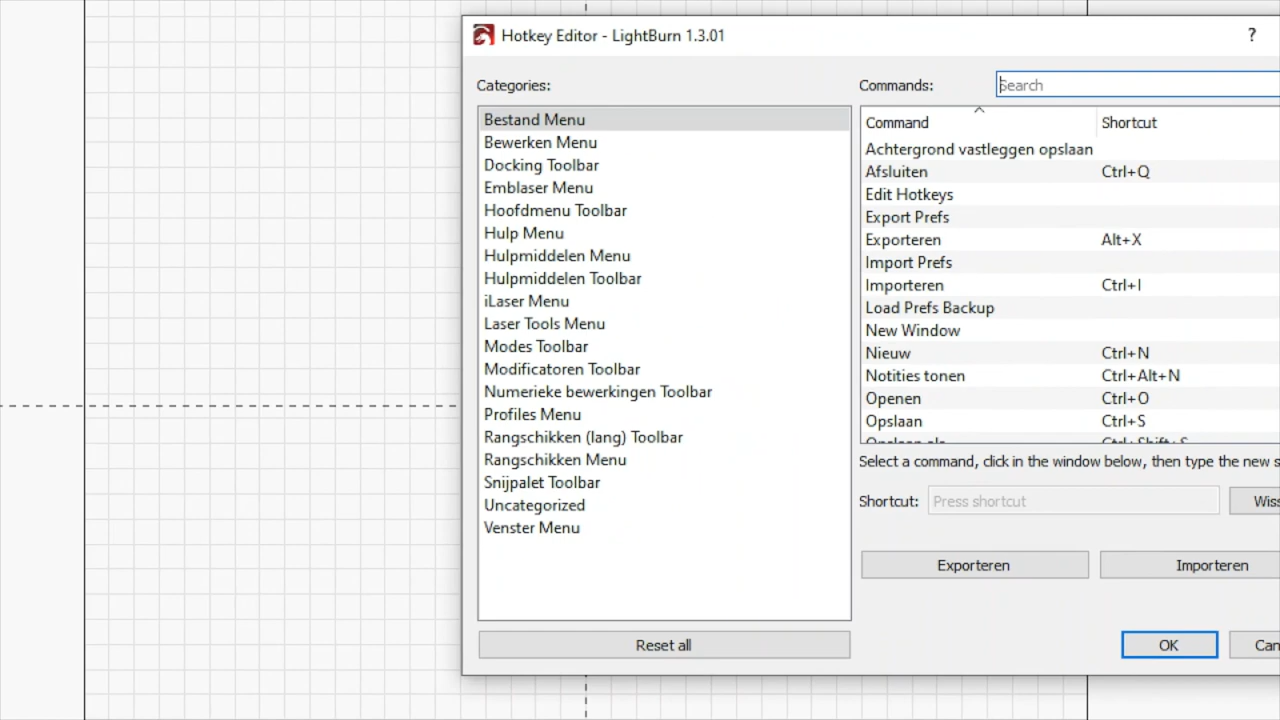 Hotkey Editor - LightBurn 1.3.01
?
Categories:
Bestand Menu
Bewerken Menu
Docking Toolbar
Emblaser Menu
Hoofdmenu Toolbar
Hulp Menu
Hulpmiddelen Menu
Hulpmiddelen Toolbar
iLaser Menu
Laser Tools Menu
Modes Toolbar
Modificatoren Toolbar
Numerieke bewerkingen Toolbar
Profiles Menu
Rangschikken (lang) Toolbar
Rangschikken Menu
Snijpalet Toolbar
Uncategorized
Venster Menu
Reset all
Commands:
Search
Command Shortcut
Achtergrond vastleggen opslaan
Afsluiten Ctrl+Q
Edit Hotkeys
Export Prefs
Exporteren Alt+X
Import Prefs
Importeren Ctrl+I
Load Prefs Backup
New Window
Nieuw Ctrl+N
Notities tonen Ctrl+Alt+N
Openen Ctrl+O
Opslaan Ctrl+S
Opslaan als Ctrl+Shift+S
Select a command, click in the window below, then type the new s
Shortcut: Press shortcut Wiss
Exporteren Importeren
OK Can